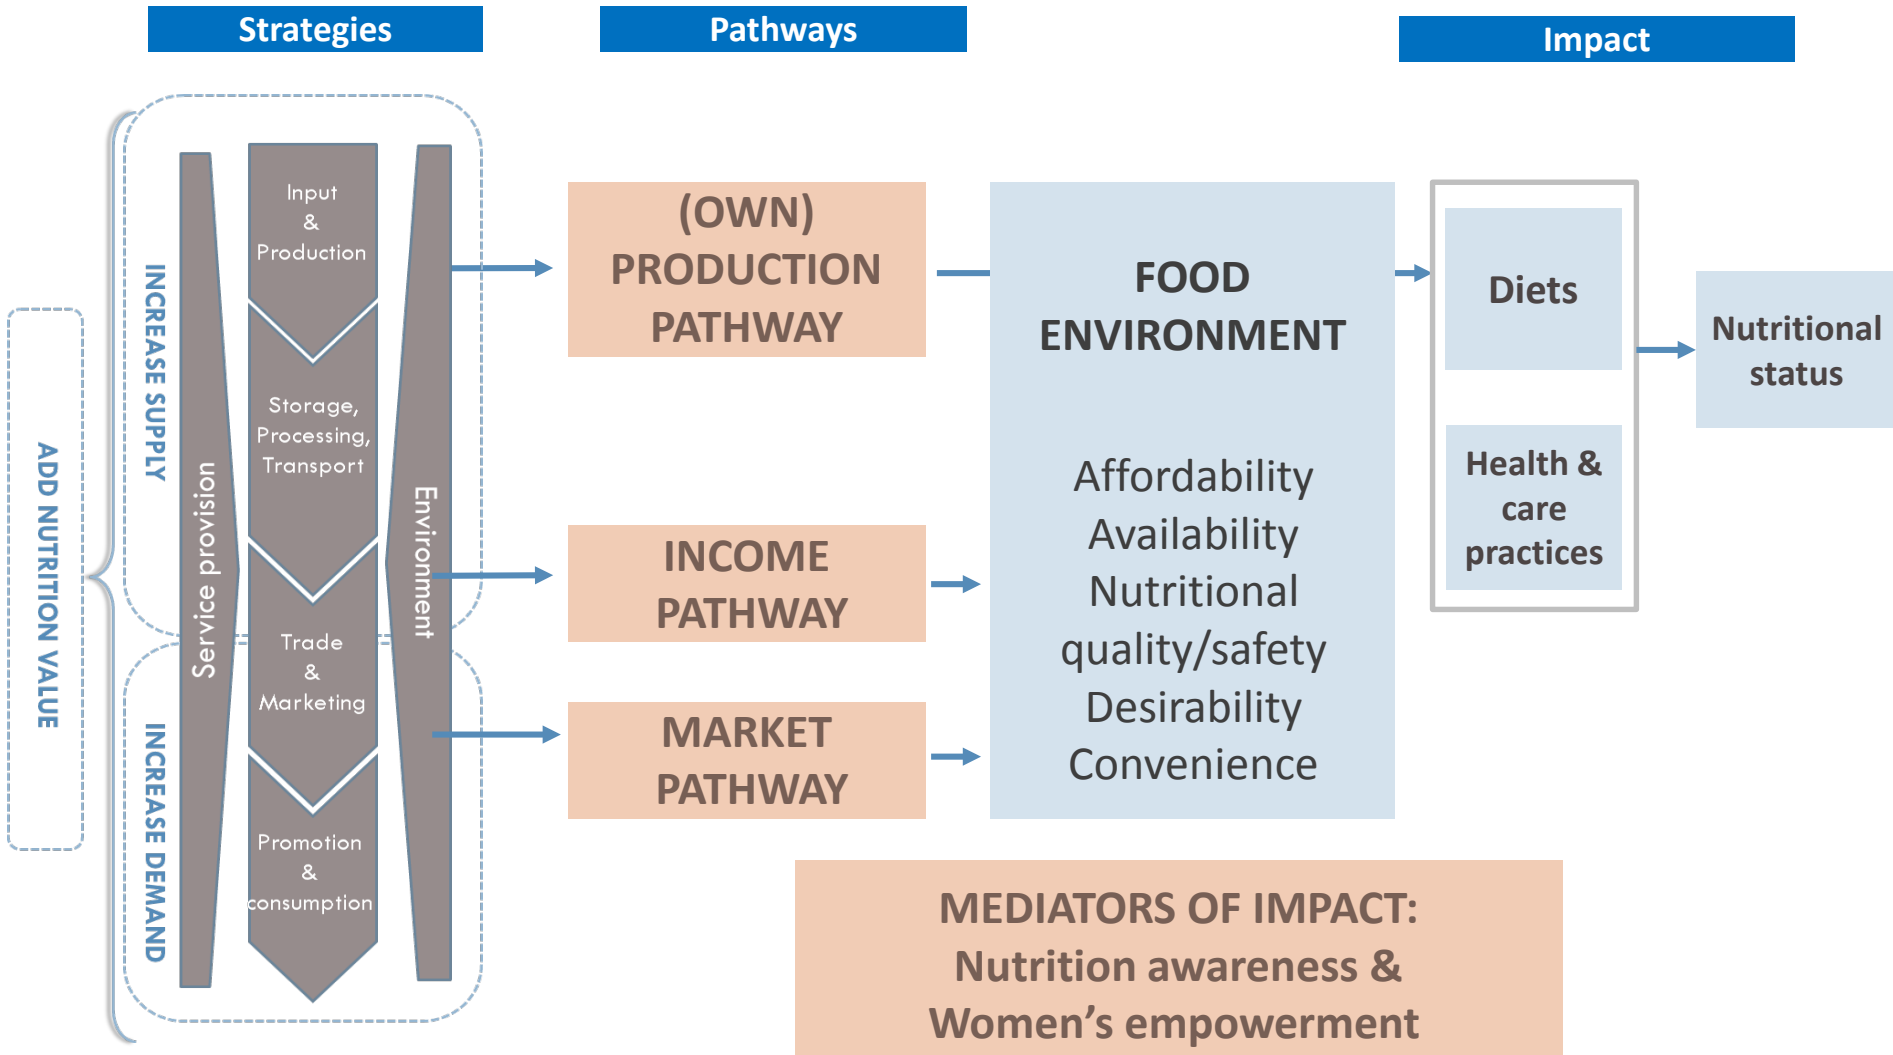 Strategies
Pathways
Impact
ADD NUTRITION VALUE
INCREASE SUPPLY
INCREASE DEMAND
Service provision
Input
&
Production
Storage,
Processing,
Transport
Trade
&
Marketing
Promotion
&
consumption
Environment
(OWN)
PRODUCTION
PATHWAY
INCOME
PATHWAY
MARKET
PATHWAY
FOOD
ENVIRONMENT
Affordability
Availability
Nutritional
quality/safety
Desirability
Convenience
Diets
Health &
care
practices
Nutritional
status
MEDIATORS OF IMPACT:
Nutrition awareness &
Women’s empowerment